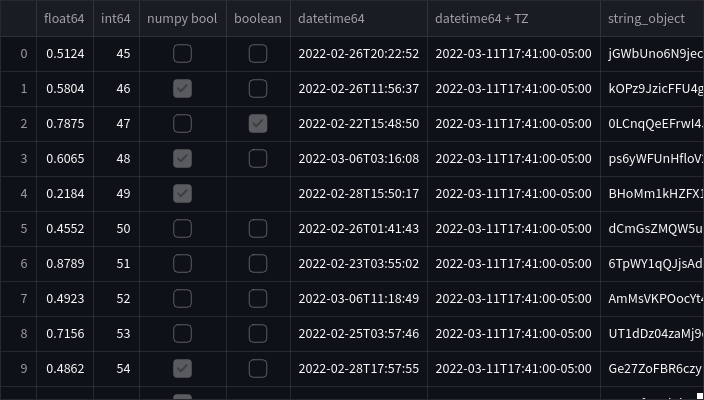 float64 int64 numpy bool boolean datetime64 datetime64 + TZ string_object
0 0.5124 45 2022-02-26T20:22:52 2022-03-11T17:41:00-05:00 jGWbUno6N9jec
1 0.5804 46 2022-02-26T11:56:37 2022-03-11T17:41:00-05:00 kOPz9JzicFFU4g
2 0.7875 47 2022-02-22T15:48:50 2022-03-11T17:41:00-05:00 0LCnqQeEFrwI4
3 0.6065 48 2022-03-06T03:16:08 2022-03-11T17:41:00-05:00 ps6yWFUnHfloV
4 0.2184 49 2022-02-28T15:50:17 2022-03-11T17:41:00-05:00 BHoMm1kHZFX1
5 0.4552 50 2022-02-26T01:41:43 2022-03-11T17:41:00-05:00 dCmGsZMQW5u
6 0.8789 51 2022-02-23T03:55:02 2022-03-11T17:41:00-05:00 6TpWY1qQJjsAd
7 0.4923 52 2022-03-06T11:18:49 2022-03-11T17:41:00-05:00 AmMsVKPOocYt4
8 0.7156 53 2022-02-25T03:57:46 2022-03-11T17:41:00-05:00 UT1dDz04zaMj9
9 0.4862 54 2022-02-28T17:57:55 2022-03-11T17:41:00-05:00 Ge27ZoFBR6czy